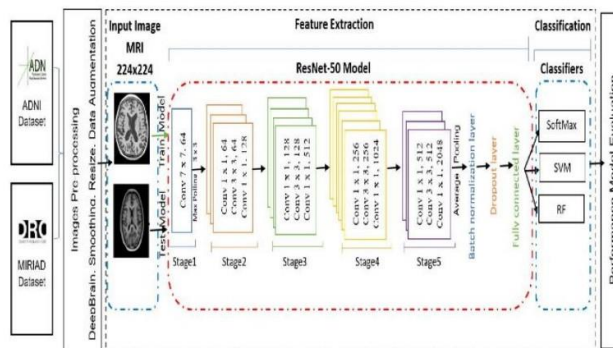 ADNI
ADNI
Dataset
DRC
MIRIAD
Dataset
Images Pre processing
DeepBrain. Smoothing. Resize. Data Augmentation
Input Image
MRI
224x224
Train Model
Test Model
Feature Extraction
ResNet-50 Model
Conv 7 x 7, 64
Max Polling 3 x 3
Stage1
Conv 1 x 1, 64
Conv 3 x 3, 64
Conv 1 x 1, 128
Stage2
Conv 1 x 1, 128
Conv 3 x 3, 128
Conv 1 x 1, 512
Stage3
Conv 1 x 1, 256
Conv 3 x 3, 256
Conv 1 x 1, 1024
Stage4
Conv 1 x 1, 512
Conv 3 x 3, 512
Conv 1 x 1, 2048
Stage5
Average Pooling
Batch normalization layer
Dropout layer
Fully connected layer
Classification
Classifiers
SoftMax
SVM
RF